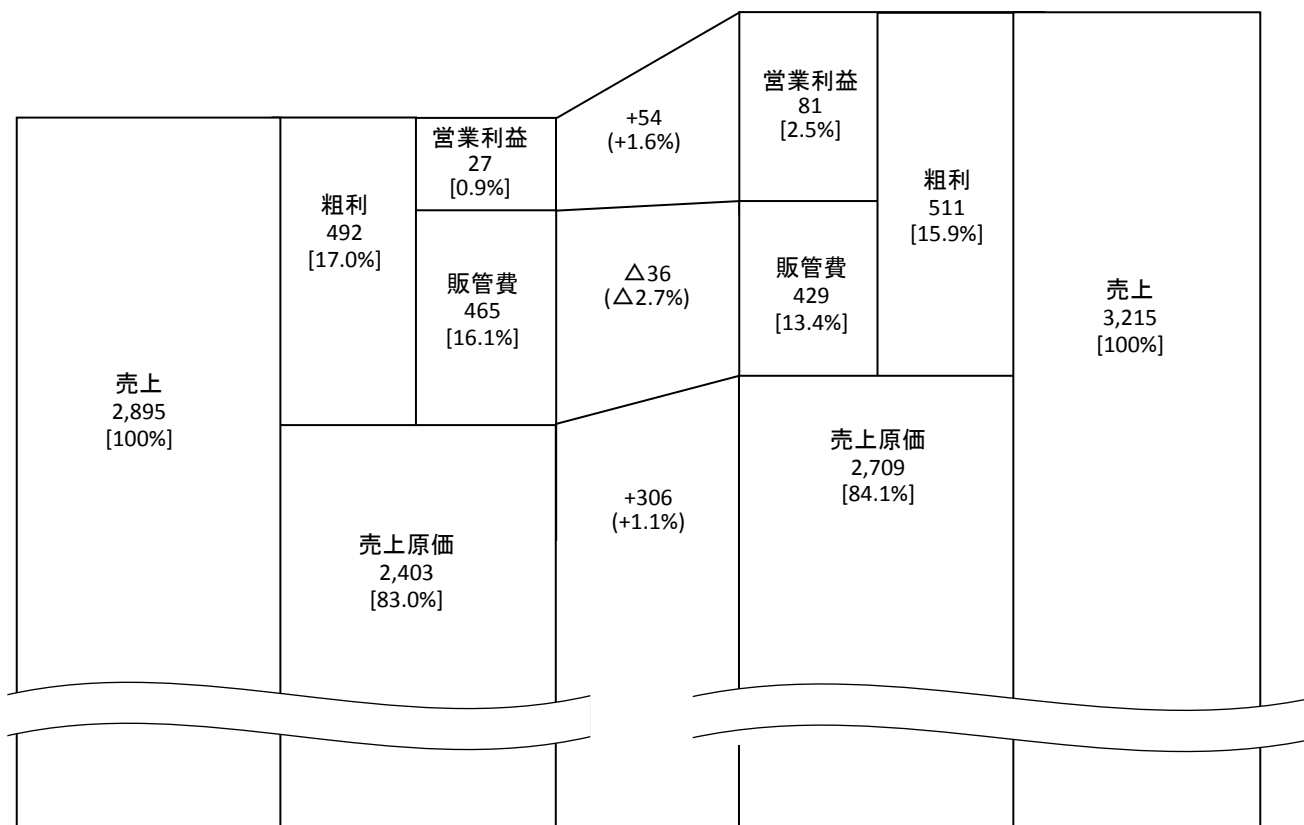 売上
2,895
[100%]
粗利
492
[17.0%]
営業利益
27
[0.9%]
販管費
465
[16.1%]
売上原価
2,403
[83.0%]
+54
(+1.6%)
△36
(△2.7%)
+306
(+1.1%)
営業利益
81
[2.5%]
販管費
429
[13.4%]
粗利
511
[15.9%]
売上原価
2,709
[84.1%]
売上
3,215
[100%]